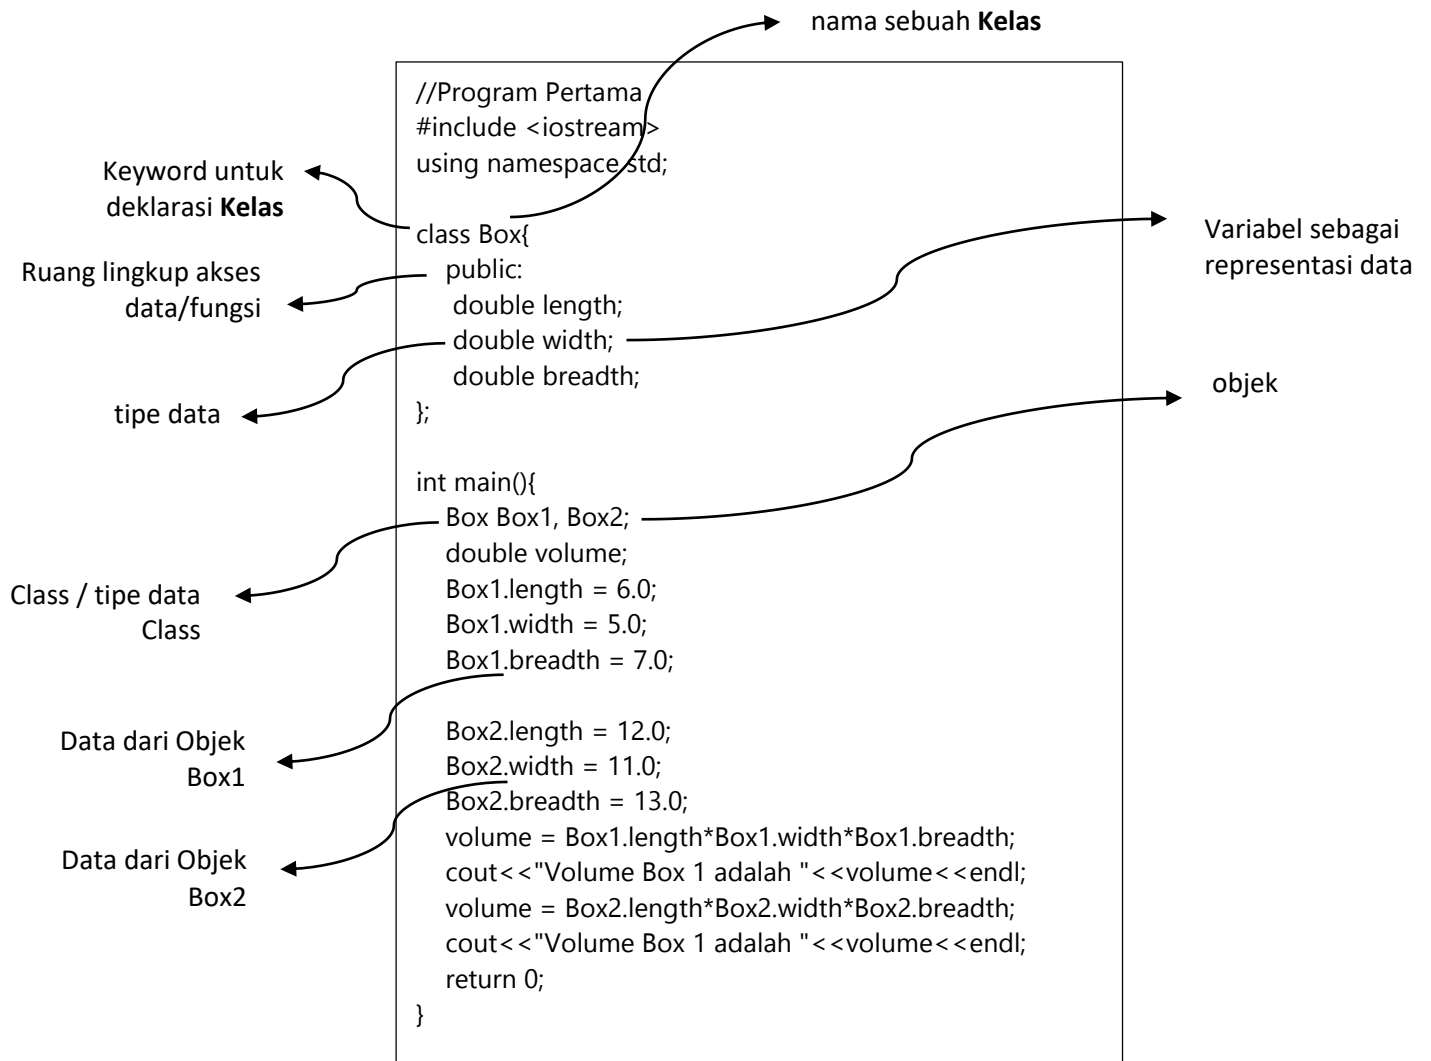 nama sebuah Kelas
//Program Pertama
#include <iostream>
using namespace std;
Keyword untuk
deklarasi Kelas
class Box{
Variabel sebagai
representasi data
public:
Ruang lingkup akses
data/fungsi
double length;
double width;
double breadth;
objek
tipe data
};
int main(){
Box Box1, Box2;
double volume;
Class / tipe data
Class
Box1.length = 6.0;
Box1.width = 5.0;
Box1.breadth = 7.0;
Data dari Objek
Box1
Box2.length = 12.0;
Box2.width = 11.0;
Box2.breadth = 13.0;
volume = Box1.length*Box1.width*Box1.breadth;
Data dari Objek
Box2
cout<<"Volume Box 1 adalah "<<volume<<endl;
volume = Box2.length*Box2.width*Box2.breadth;
cout<<"Volume Box 1 adalah "<<volume<<endl;
return 0;
}